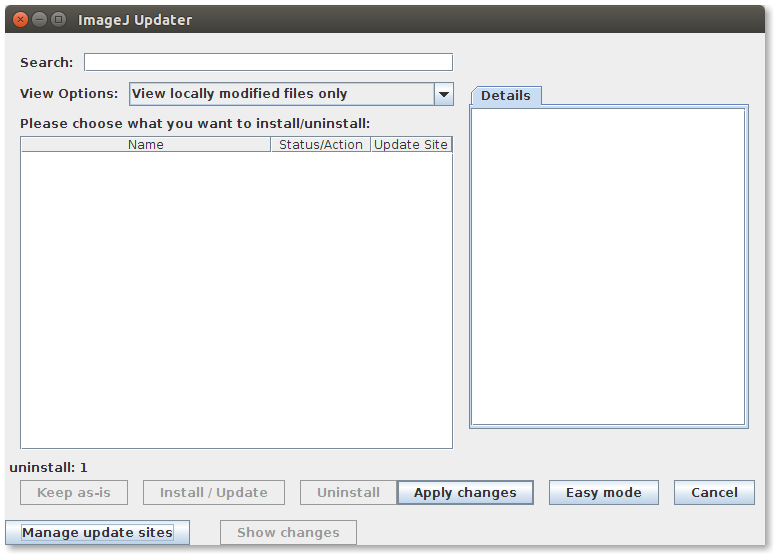 ImageJ Updater
Search:
View Options: View locally modified files only
Please choose what you want to install/uninstall:
Name Status/Action Update Site
Details
uninstall: 1
Keep as-is Install / Update Uninstall Apply changes Easy mode Cancel
Manage update sites Show changes